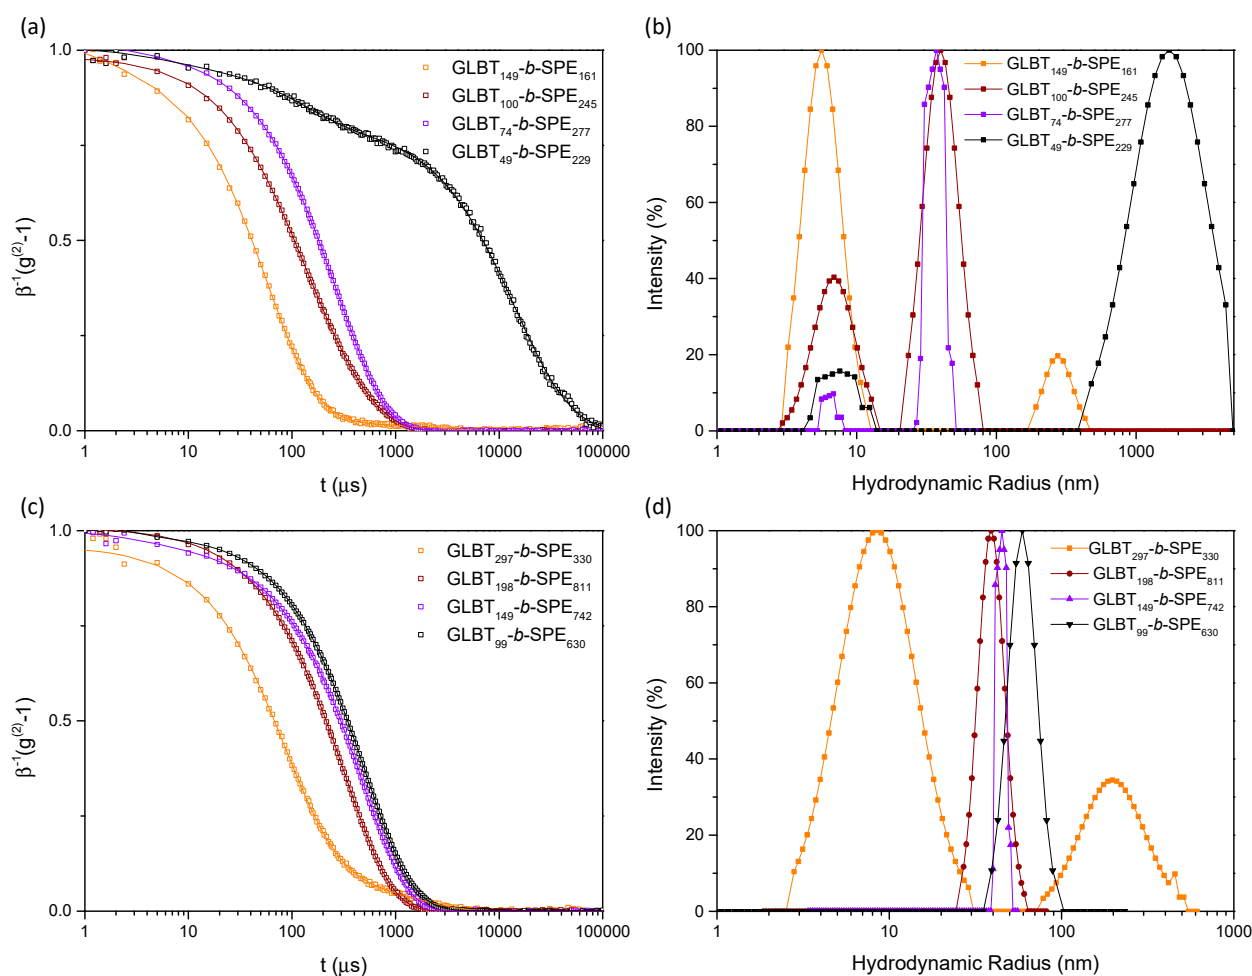 (a)
1.0
0.5
0.0
β⁻¹(g⁽²⁾-1)
1 10 100 1000 10000 100000
t (μs)
GLBT₁₄₉-b-SPE₁₆₁
GLBT₁₀₀-b-SPE₂₄₅
GLBT₇₄-b-SPE₂₇₇
GLBT₄₉-b-SPE₂₂₉
(b)
100
80
60
40
20
0
Intensity (%)
1 10 100 1000
Hydrodynamic Radius (nm)
GLBT₁₄₉-b-SPE₁₆₁
GLBT₁₀₀-b-SPE₂₄₅
GLBT₇₄-b-SPE₂₇₇
GLBT₄₉-b-SPE₂₂₉
(c)
1.0
0.5
0.0
β⁻¹(g⁽²⁾-1)
1 10 100 1000 10000 100000
t (μs)
GLBT₂₉₇-b-SPE₃₃₀
GLBT₁₉₈-b-SPE₈₁₁
GLBT₁₄₉-b-SPE₇₄₂
GLBT₉₉-b-SPE₆₃₀
(d)
100
80
60
40
20
0
Intensity (%)
1 10 100 1000
Hydrodynamic Radius (nm)
GLBT₂₉₇-b-SPE₃₃₀
GLBT₁₉₈-b-SPE₈₁₁
GLBT₁₄₉-b-SPE₇₄₂
GLBT₉₉-b-SPE₆₃₀